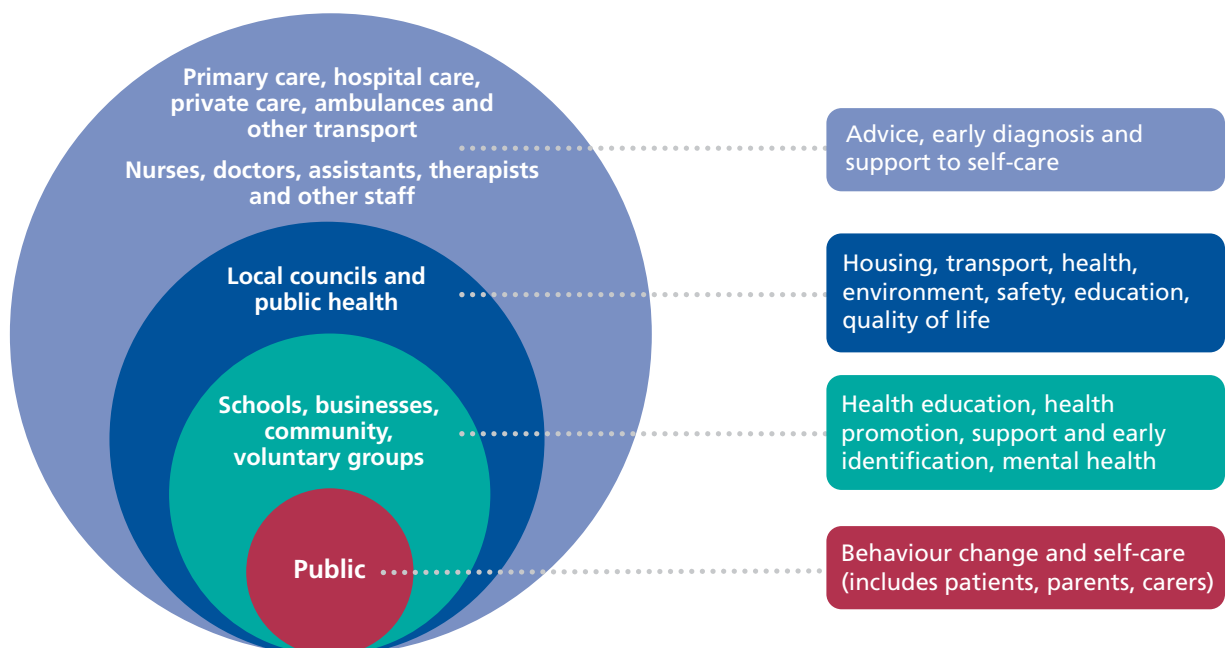 Primary care, hospital care,
private care, ambulances and
other transport
Nurses, doctors, assistants, therapists
and other staff
Advice, early diagnosis and
support to self-care
Local councils and
public health
Housing, transport, health,
environment, safety, education,
quality of life
Schools, businesses,
community,
voluntary groups
Health education, health
promotion, support and early
identification, mental health
Public
Behaviour change and self-care
(includes patients, parents, carers)